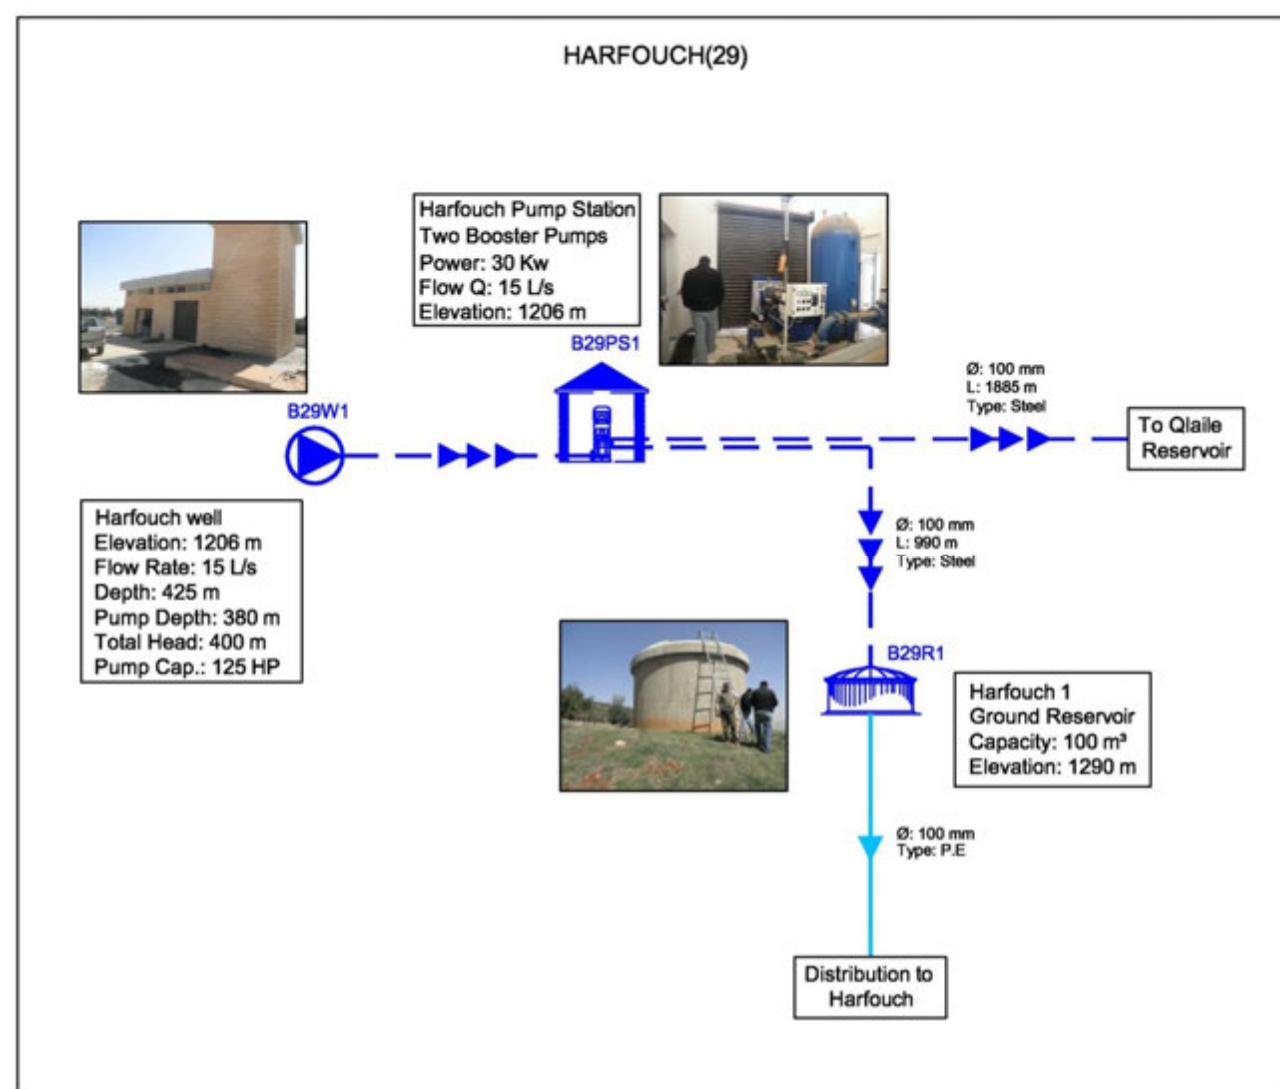 HARFOUCH(29)
Harfouch Pump Station
Two Booster Pumps
Power: 30 Kw
Flow Q: 15 L/s
Elevation: 1206 m
B29PS1
B29W1
Ø: 100 mm
L: 1885 m
Type: Steel
To Qlaile
Reservoir
Harfouch well
Elevation: 1206 m
Flow Rate: 15 L/s
Depth: 425 m
Pump Depth: 380 m
Total Head: 400 m
Pump Cap.: 125 HP
Ø: 100 mm
L: 990 m
Type: Steel
B29R1
Harfouch 1
Ground Reservoir
Capacity: 100 m³
Elevation: 1290 m
Ø: 100 mm
Type: P.E
Distribution to
Harfouch